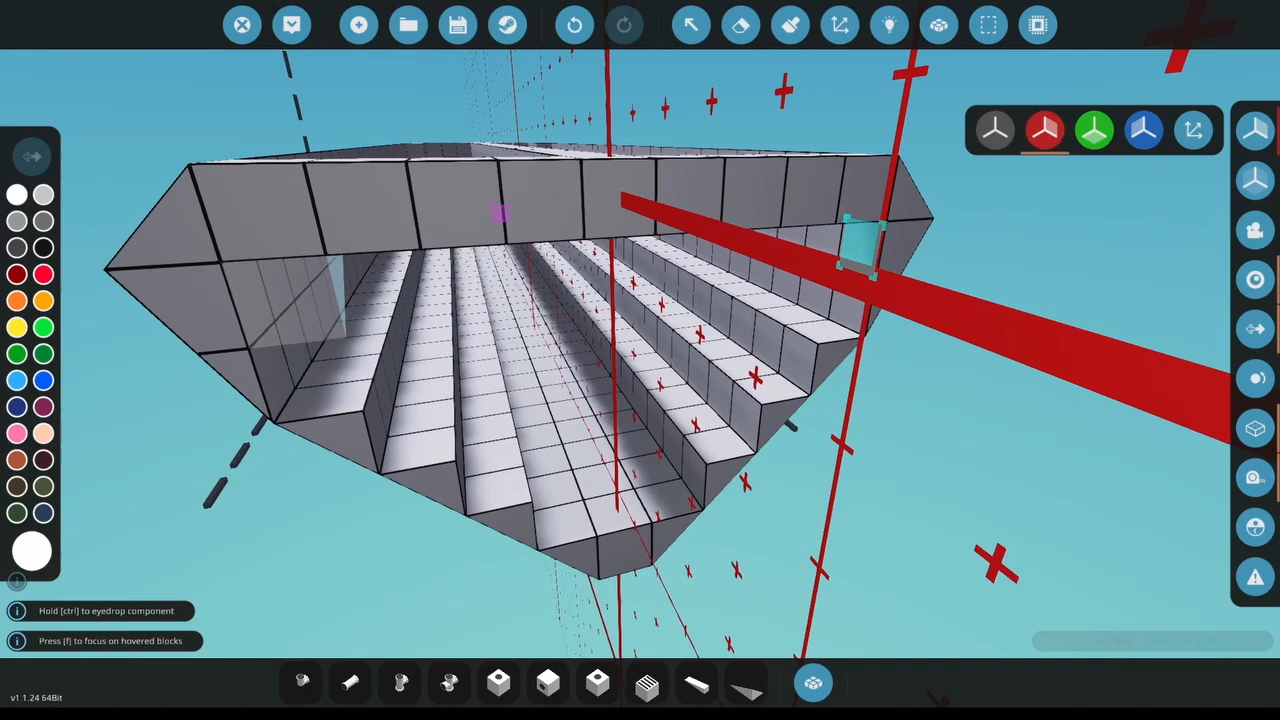 Hold [ctrl] to eyedrop component
Press [f] to focus on hovered blocks
v1.1.24 64Bit